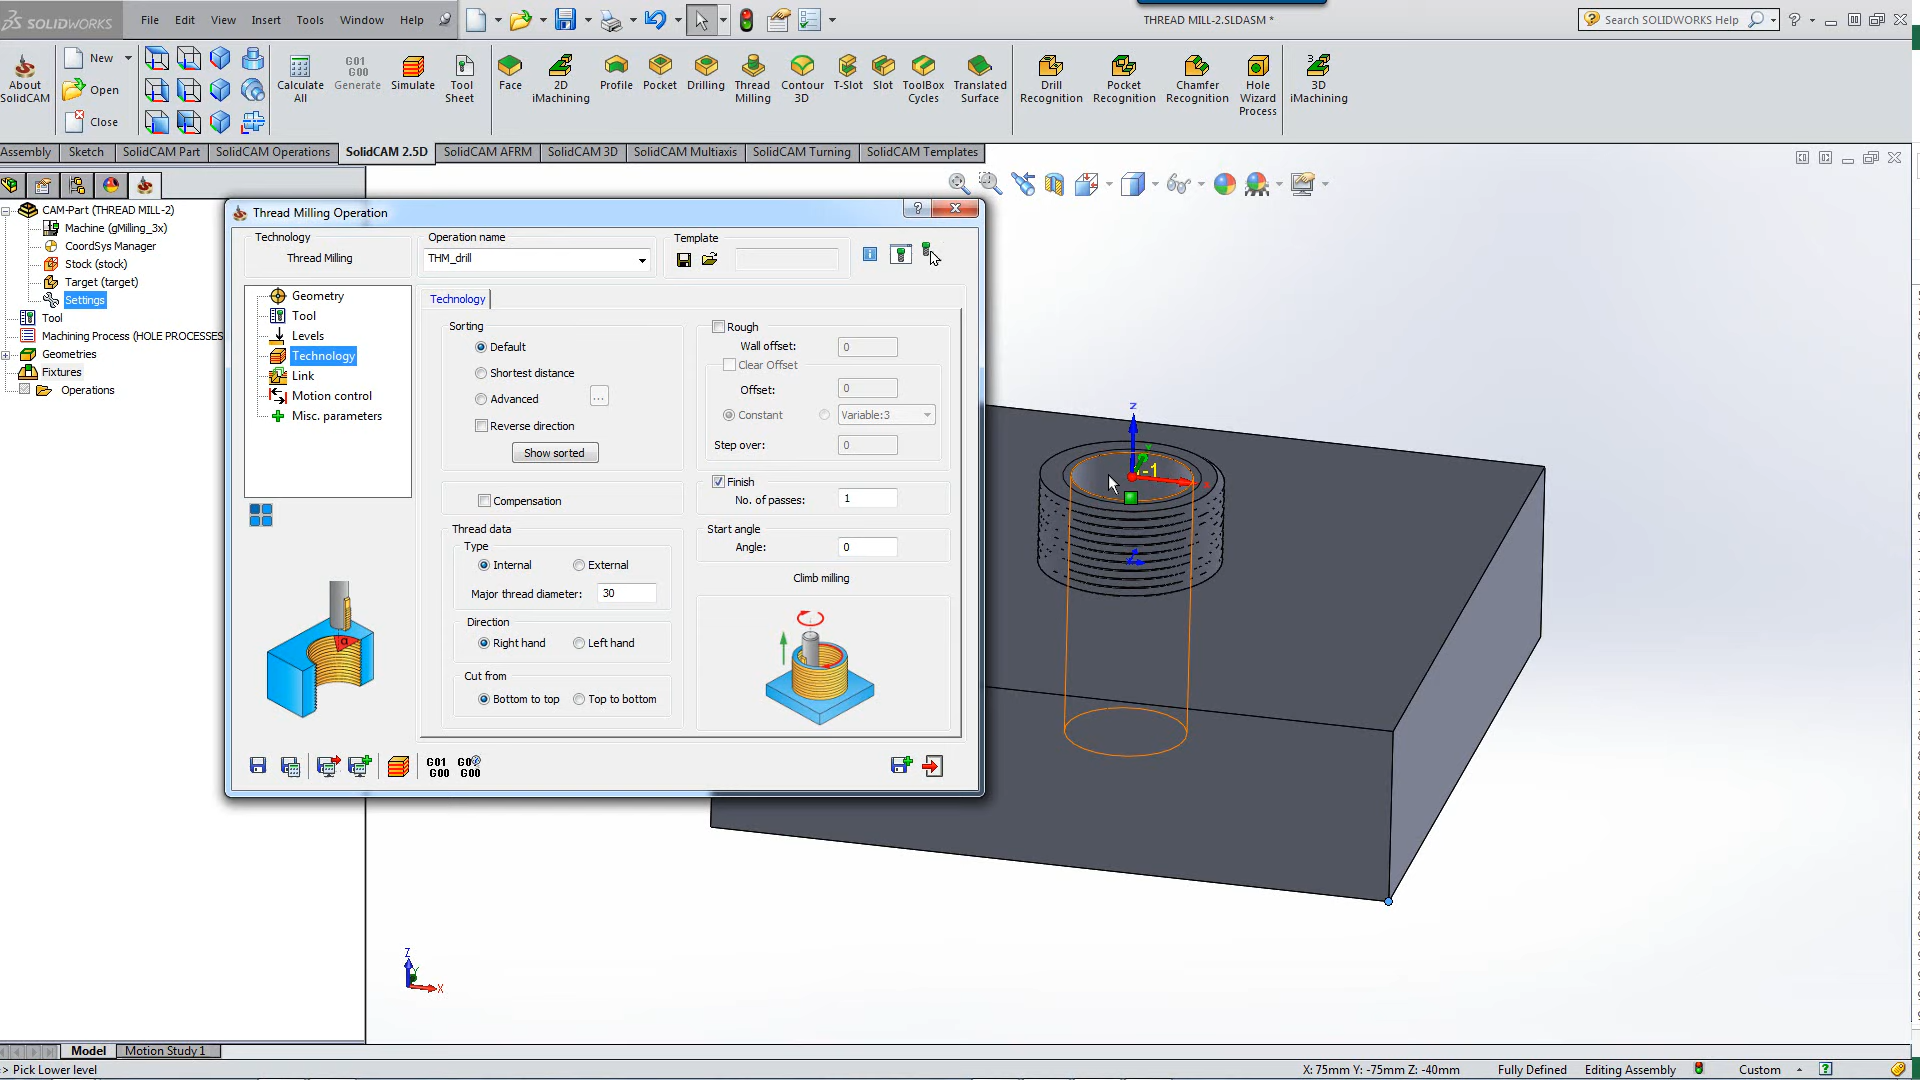 SOLIDWORKS
File Edit View Insert Tools Window Help
THREAD MILL-2.SLDASM *
Search SOLIDWORKS Help
About SolidCAM
New
Open
Close
Calculate All
G01 G00 Generate
Simulate
Tool Sheet
Face
2D iMachining
Profile
Pocket
Drilling
Thread Milling
Contour 3D
T-Slot
Slot
ToolBox Cycles
Translated Surface
Drill Recognition
Pocket Recognition
Chamfer Recognition
Hole Wizard Process
3D iMachining
Assembly Sketch SolidCAM Part SolidCAM Operations SolidCAM 2.5D SolidCAM AFRM SolidCAM 3D SolidCAM Multiaxis SolidCAM Turning SolidCAM Templates
CAM-Part (THREAD MILL-2)
Machine (gMilling_3x)
CoordSys Manager
Stock (stock)
Target (target)
Settings
Tool
Machining Process (HOLE PROCESSES
Geometries
Fixtures
Operations
Thread Milling Operation
Technology
Thread Milling
Operation name
THM_drill
Template
Geometry
Tool
Levels
Technology
Link
Motion control
Misc. parameters
Technology
Sorting
Default
Shortest distance
Advanced
...
Reverse direction
Show sorted
Compensation
Thread data
Type
Internal External
Major thread diameter: 30
Direction
Right hand Left hand
Cut from
Bottom to top Top to bottom
Rough
Wall offset: 0
Clear Offset
Offset: 0
Constant Variable:3
Step over: 0
Finish
No. of passes: 1
Start angle
Angle: 0
Climb milling
G01 G00
Z
-1
Z
X
Model Motion Study 1
> Pick Lower level
X: 75mm Y: -75mm Z: -40mm Fully Defined Editing Assembly Custom